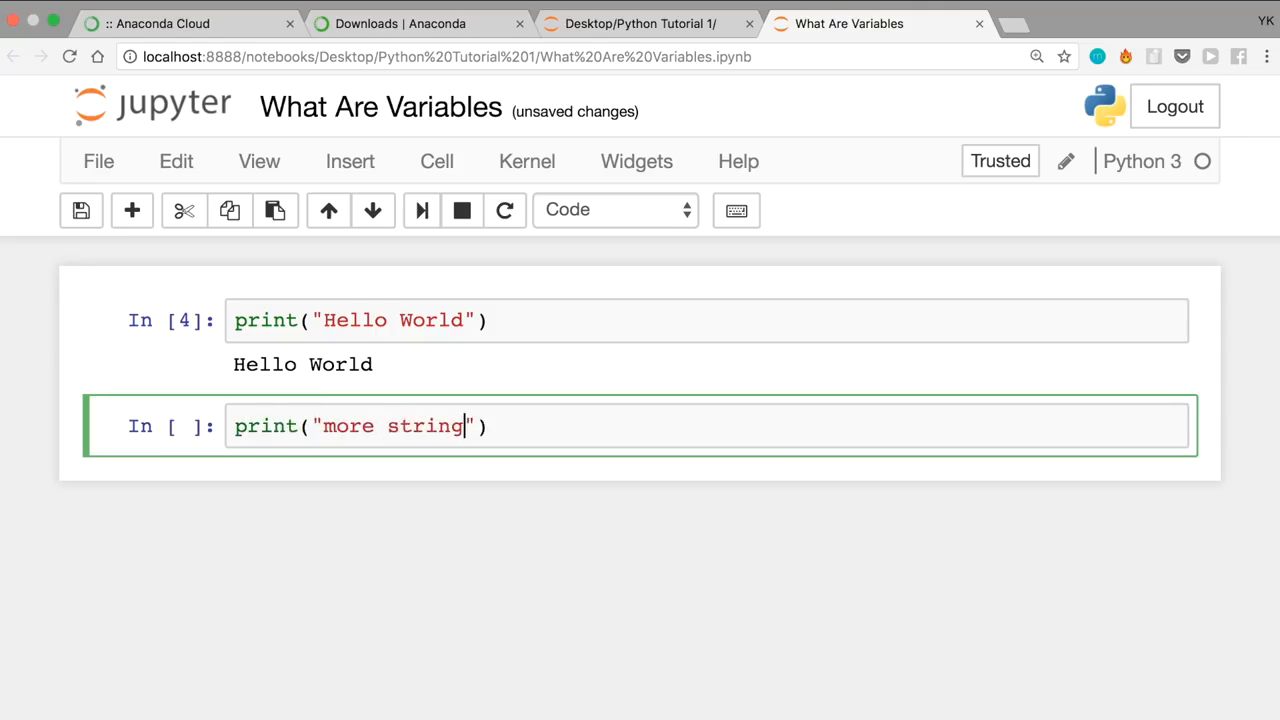 :: Anaconda Cloud
Downloads | Anaconda
Desktop/Python Tutorial 1/
What Are Variables
YK
localhost:8888/notebooks/Desktop/Python%20Tutorial%201/What%20Are%20Variables.ipynb
jupyter What Are Variables (unsaved changes) Logout
File Edit View Insert Cell Kernel Widgets Help Trusted Python 3
Code
In [4]: print("Hello World")
Hello World
In [ ]: print("more string")